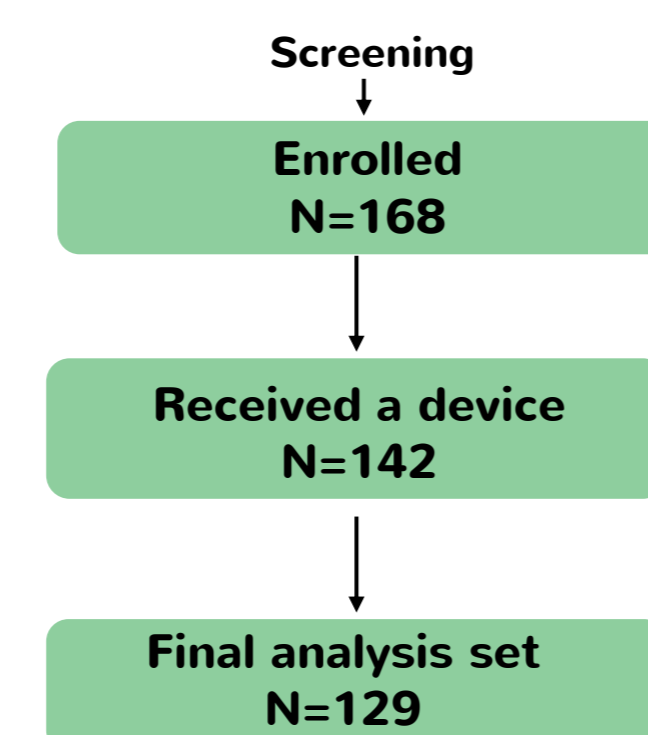 Screening
Enrolled
N=168
Received a device
N=142
Final analysis set
N=129